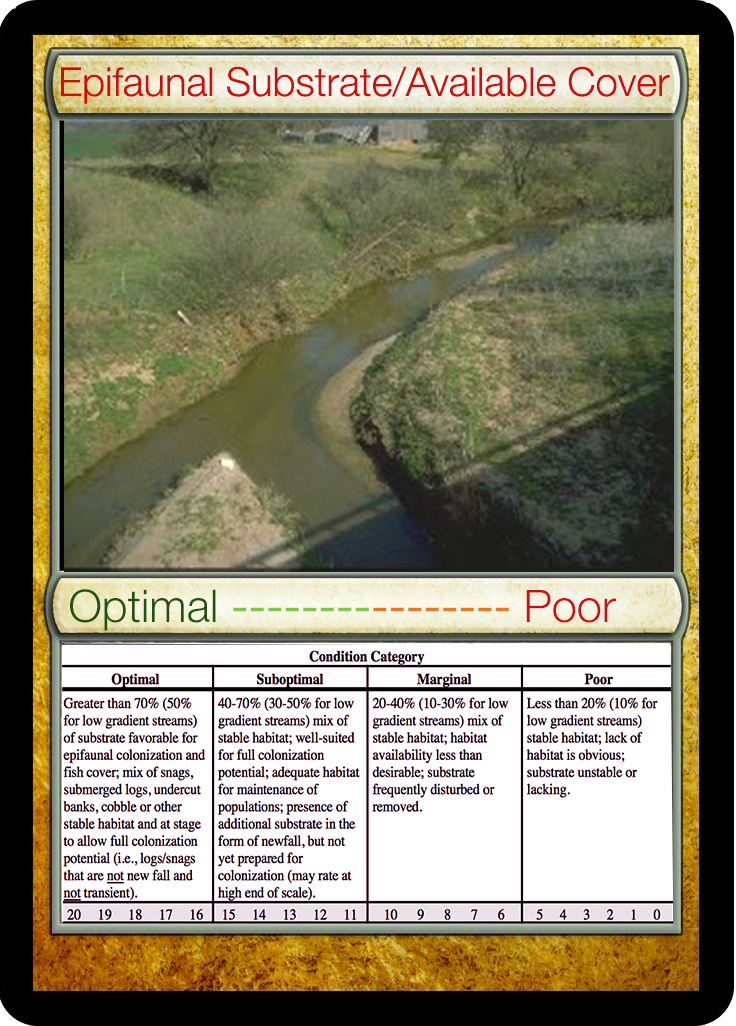 Epifaunal Substrate/Available Cover
Optimal ------------------ Poor
Condition Category
Optimal
Suboptimal
Marginal
Poor
Greater than 70% (50%
for low gradient streams)
of substrate favorable for
epifaunal colonization and
fish cover; mix of snags,
submerged logs, undercut
banks, cobble or other
stable habitat and at stage
to allow full colonization
potential (i.e., logs/snags
that are not new fall and
not transient).
40-70% (30-50% for low
gradient streams) mix of
stable habitat; well-suited
for full colonization
potential; adequate habitat
for maintenance of
populations; presence of
additional substrate in the
form of newfall, but not
yet prepared for
colonization (may rate at
high end of scale).
20-40% (10-30% for low
gradient streams) mix of
stable habitat; habitat
availability less than
desirable; substrate
frequently disturbed or
removed.
Less than 20% (10% for
low gradient streams)
stable habitat; lack of
habitat is obvious;
substrate unstable or
lacking.
20 19 18 17 16
15 14 13 12 11
10 9 8 7 6
5 4 3 2 1 0